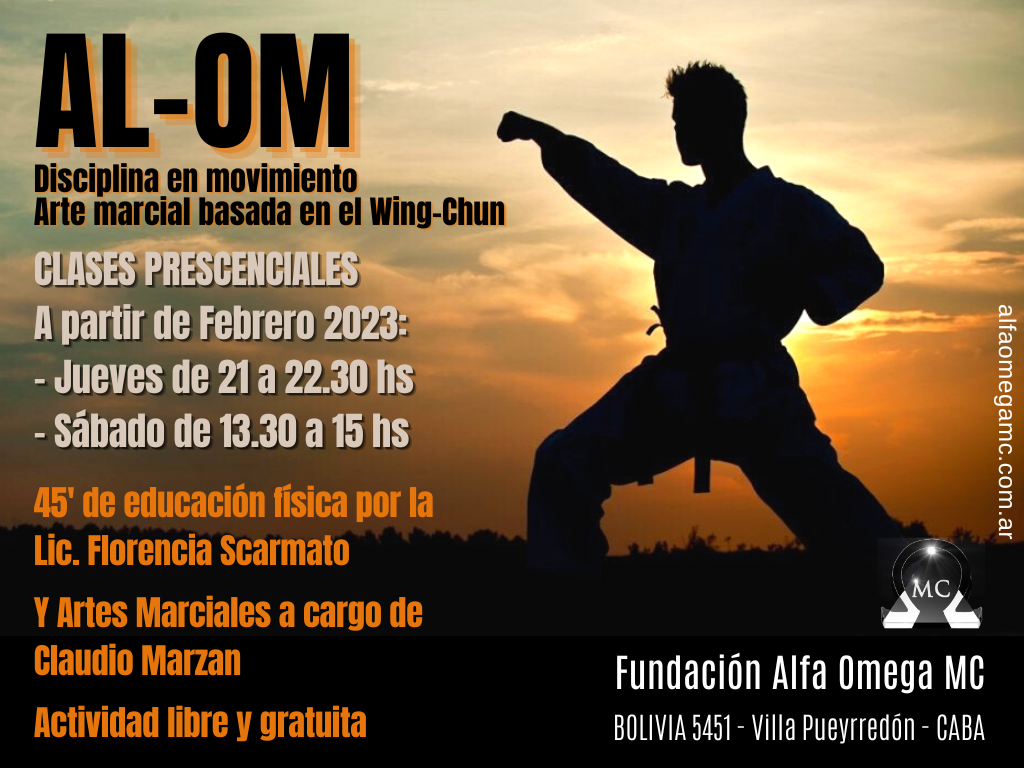 AL-OM
Disciplina en movimiento
Arte marcial basada en el Wing-Chun
CLASES PRESCENCIALES
A partir de Febrero 2023:
- Jueves de 21 a 22.30 hs
- Sábado de 13.30 a 15 hs
45' de educación física por la
Lic. Florencia Scarmato
Y Artes Marciales a cargo de
Claudio Marzan
Actividad libre y gratuita
alfaomegamc.com.ar
MC
Fundación Alfa Omega MC
BOLIVIA 5451 - Villa Pueyrredón - CABA